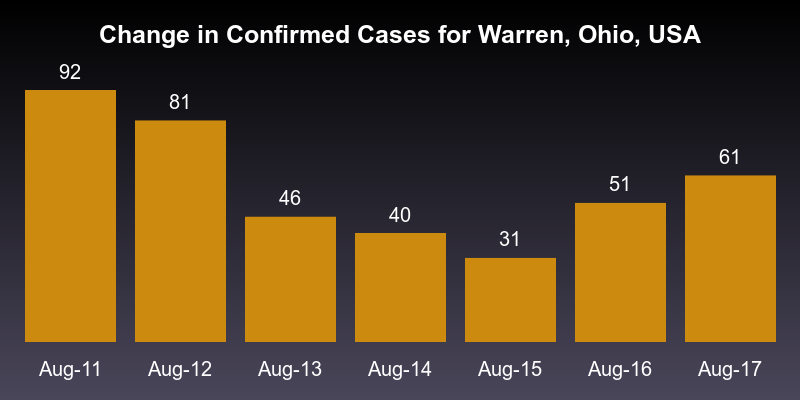 Change in Confirmed Cases for Warren, Ohio, USA
92
81
46
40
31
51
61
Aug-11
Aug-12
Aug-13
Aug-14
Aug-15
Aug-16
Aug-17